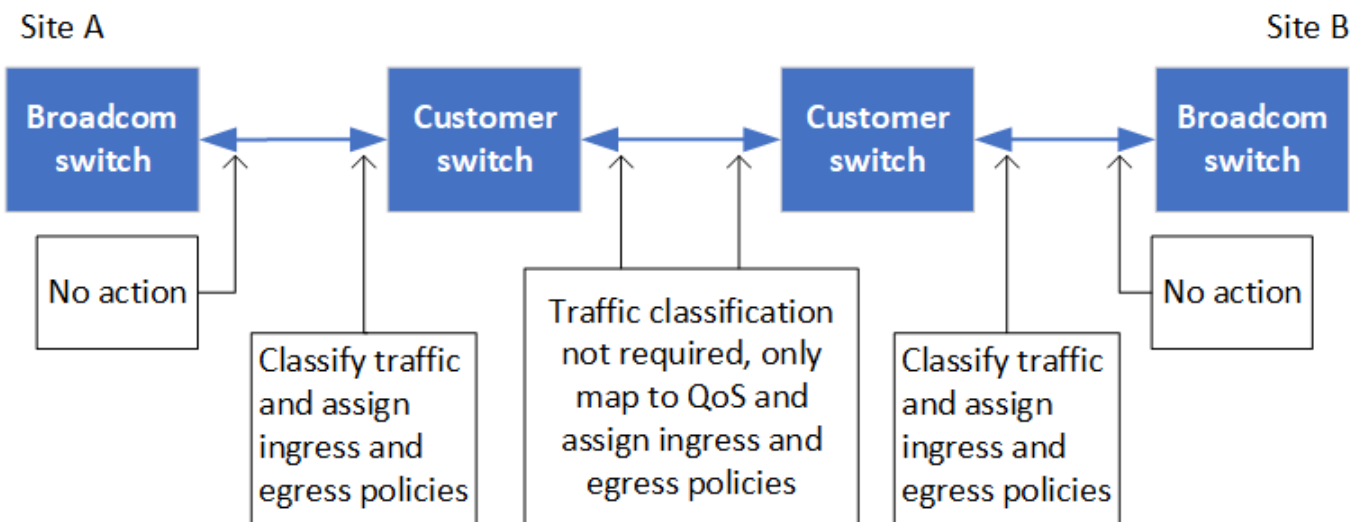 Site A
Site B
Broadcom
switch
Customer
switch
Customer
switch
Broadcom
switch
No action
Classify traffic
and assign
ingress and
egress policies
Traffic classification
not required, only
map to QoS and
assign ingress and
egress policies
Classify traffic
and assign
ingress and
egress policies
No action